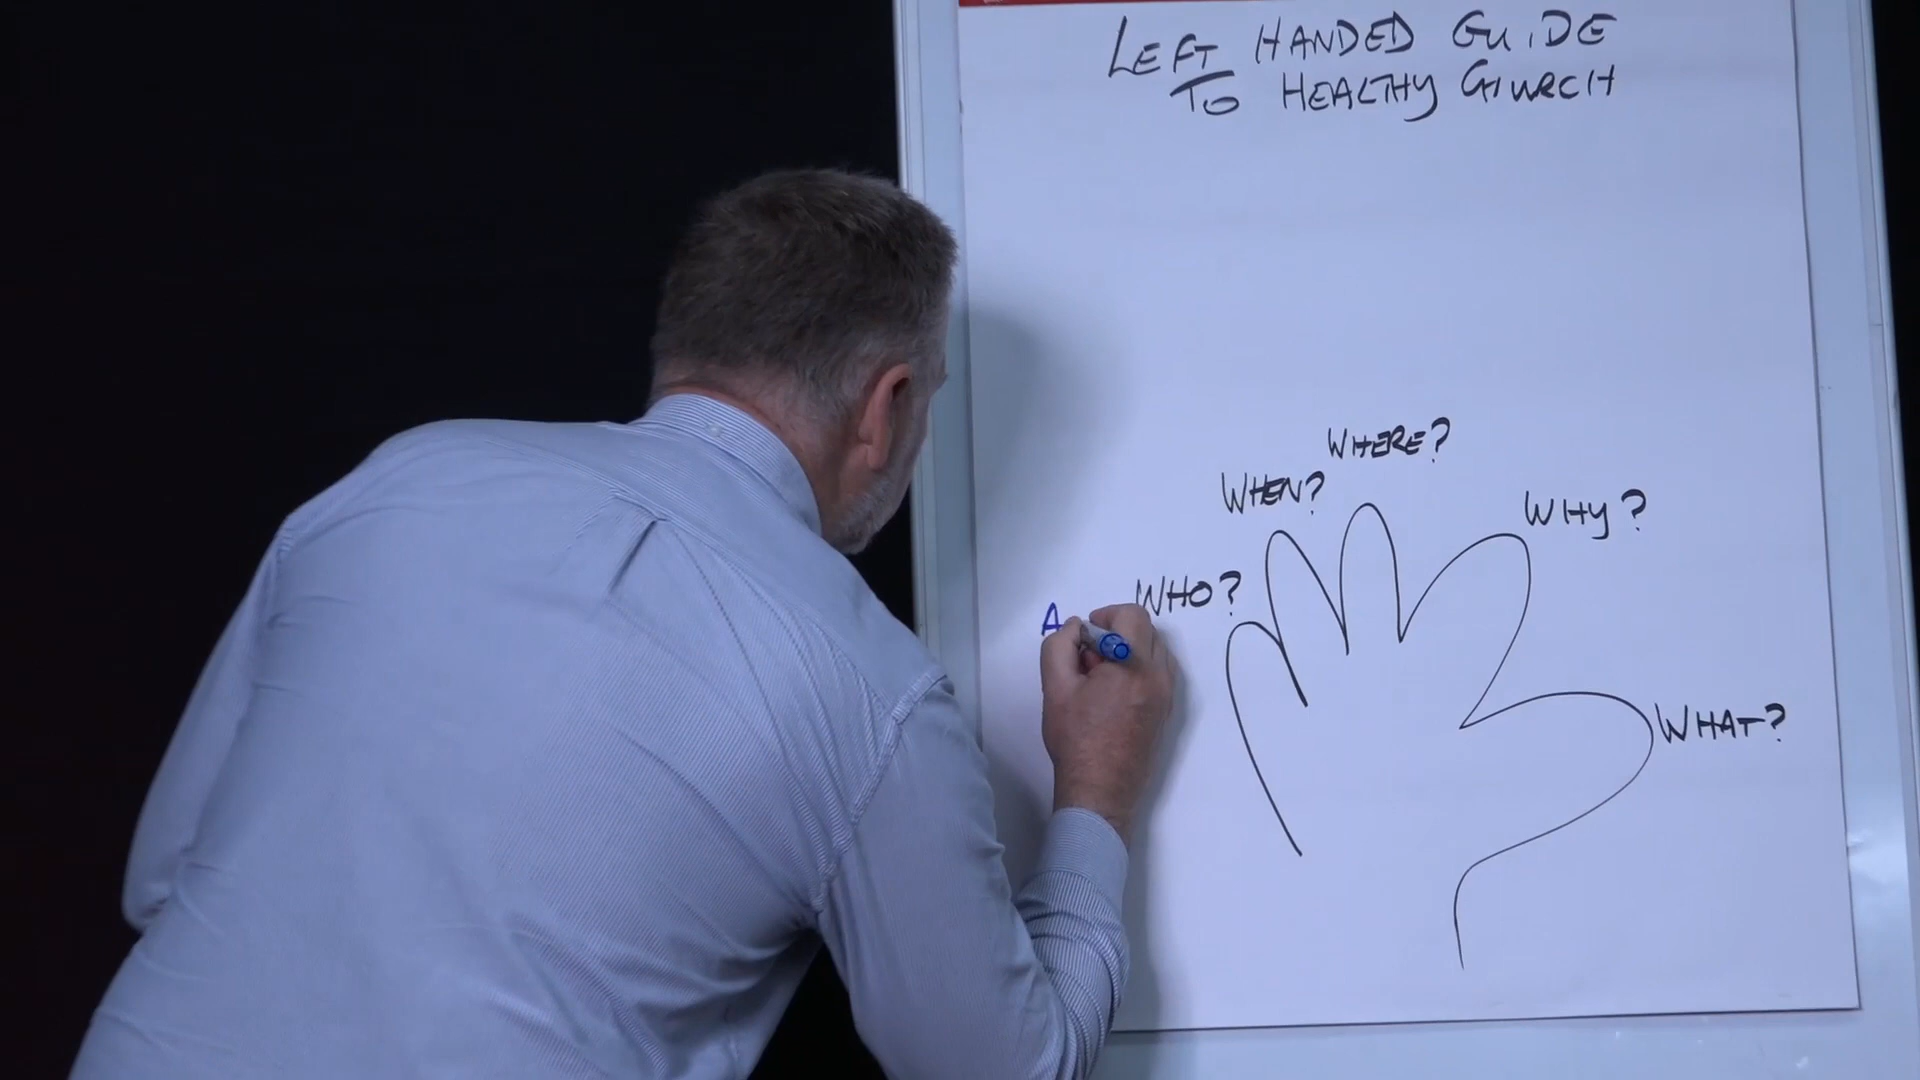 LEFT HANDED GUIDE
TO HEALTHY CHURCH
WHERE?
WHEN?
WHY?
WHO?
A
WHAT?